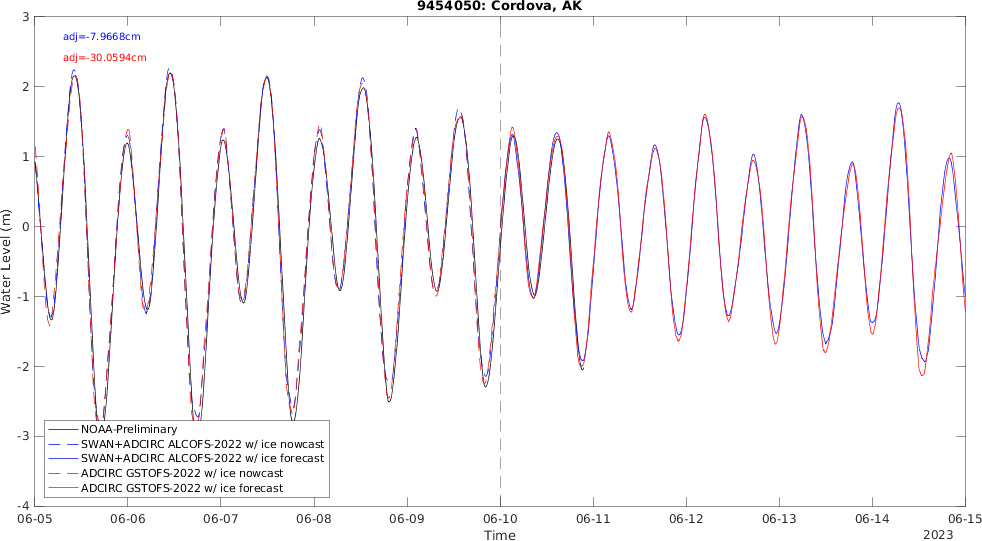 9454050: Cordova, AK
adj=-7.9668cm
adj=-30.0594cm
3
2
1
0
-1
-2
-3
-4
Water Level (m)
NOAA-Preliminary
SWAN+ADCIRC ALCOFS-2022 w/ ice nowcast
SWAN+ADCIRC ALCOFS-2022 w/ ice forecast
ADCIRC GSTOFS-2022 w/ ice nowcast
ADCIRC GSTOFS-2022 w/ ice forecast
06-05 06-06 06-07 06-08 06-09 06-10 06-11 06-12 06-13 06-14 06-15
Time
2023